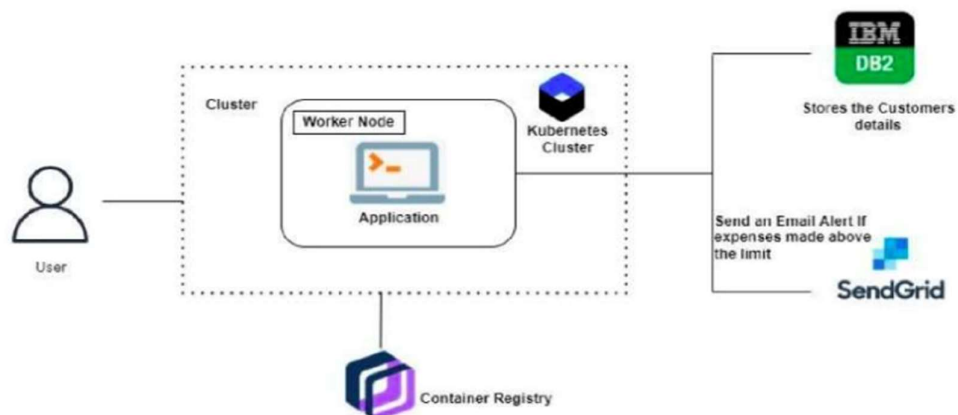 IBM
DB2
Stores the Customers
details
Cluster
Worker Node
Kubernetes
Cluster
Application
User
Send an Email Alert If
expenses made above
the limit
SendGrid
Container Registry